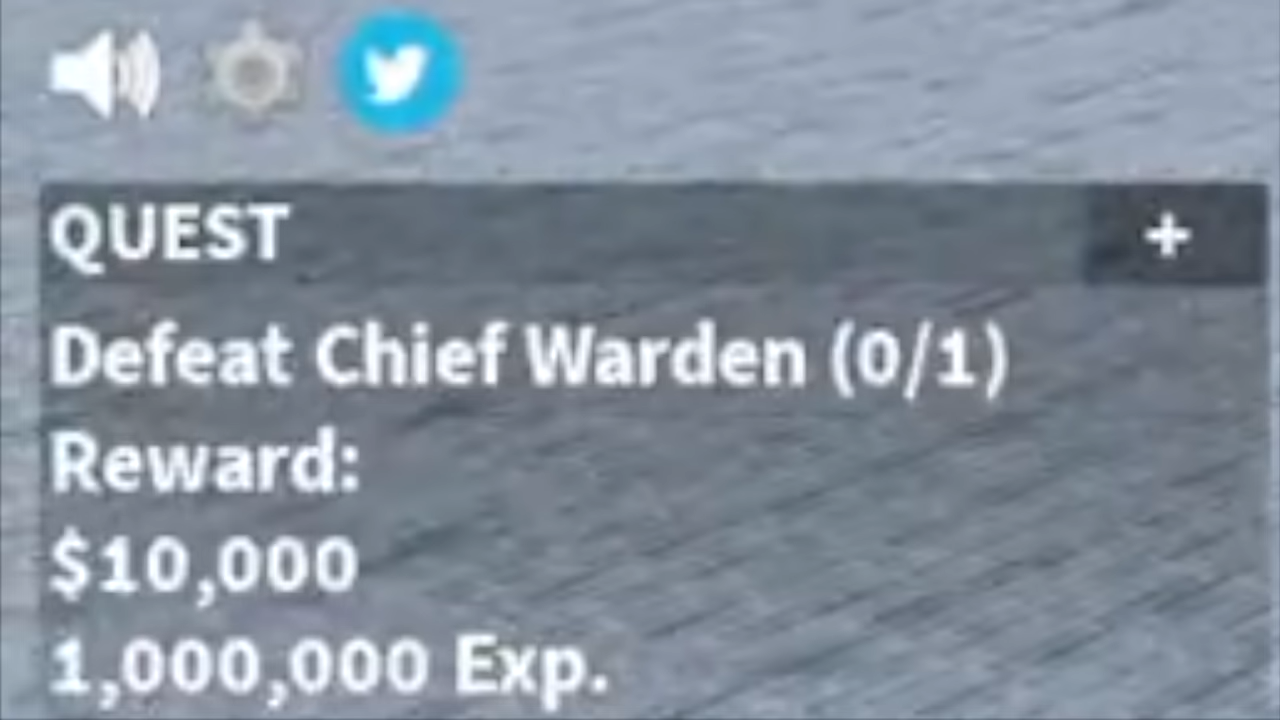 QUEST +
Defeat Chief Warden (0/1)
Reward:
$10,000
1,000,000 Exp.